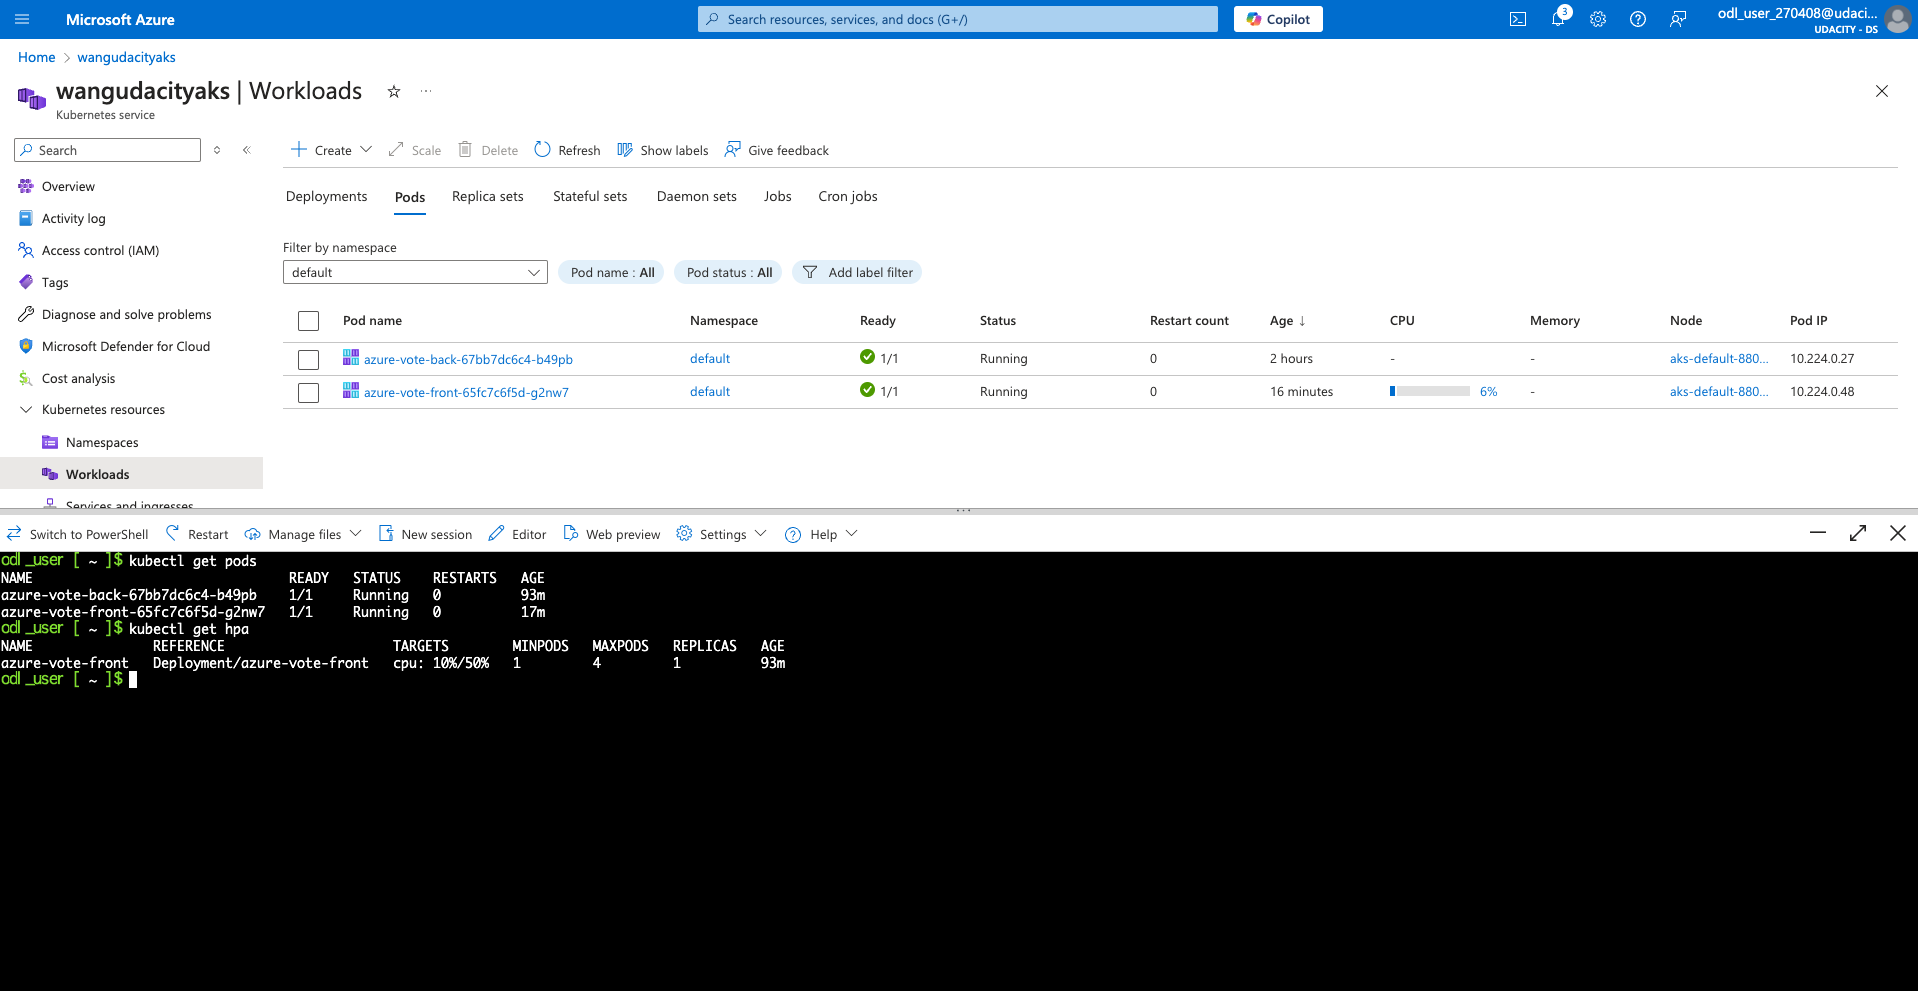 Microsoft Azure
Search resources, services, and docs (G+/)
Copilot
3
odl_user_270408@udaci...
UDACITY - DS
Home > wangudacityaks
wangudacityaks | Workloads
Kubernetes service
Search
Create
Scale
Delete
Refresh
Show labels
Give feedback
Overview
Activity log
Access control (IAM)
Tags
Diagnose and solve problems
Microsoft Defender for Cloud
Cost analysis
Kubernetes resources
Namespaces
Workloads
Services and ingresses
Deployments Pods Replica sets Stateful sets Daemon sets Jobs Cron jobs
Filter by namespace
default
Pod name : All
Pod status : All
Add label filter
Pod name Namespace Ready Status Restart count Age ↓ CPU Memory Node Pod IP
azure-vote-back-67bb7dc6c4-b49pb default 1/1 Running 0 2 hours - - aks-default-880... 10.224.0.27
azure-vote-front-65fc7c6f5d-g2nw7 default 1/1 Running 0 16 minutes 6% - aks-default-880... 10.224.0.48
Switch to PowerShell Restart Manage files New session Editor Web preview Settings Help
odl_user [ ~ ]$ kubectl get pods
NAME READY STATUS RESTARTS AGE
azure-vote-back-67bb7dc6c4-b49pb 1/1 Running 0 93m
azure-vote-front-65fc7c6f5d-g2nw7 1/1 Running 0 17m
odl_user [ ~ ]$ kubectl get hpa
NAME REFERENCE TARGETS MINPODS MAXPODS REPLICAS AGE
azure-vote-front Deployment/azure-vote-front cpu: 10%/50% 1 4 1 93m
odl_user [ ~ ]$